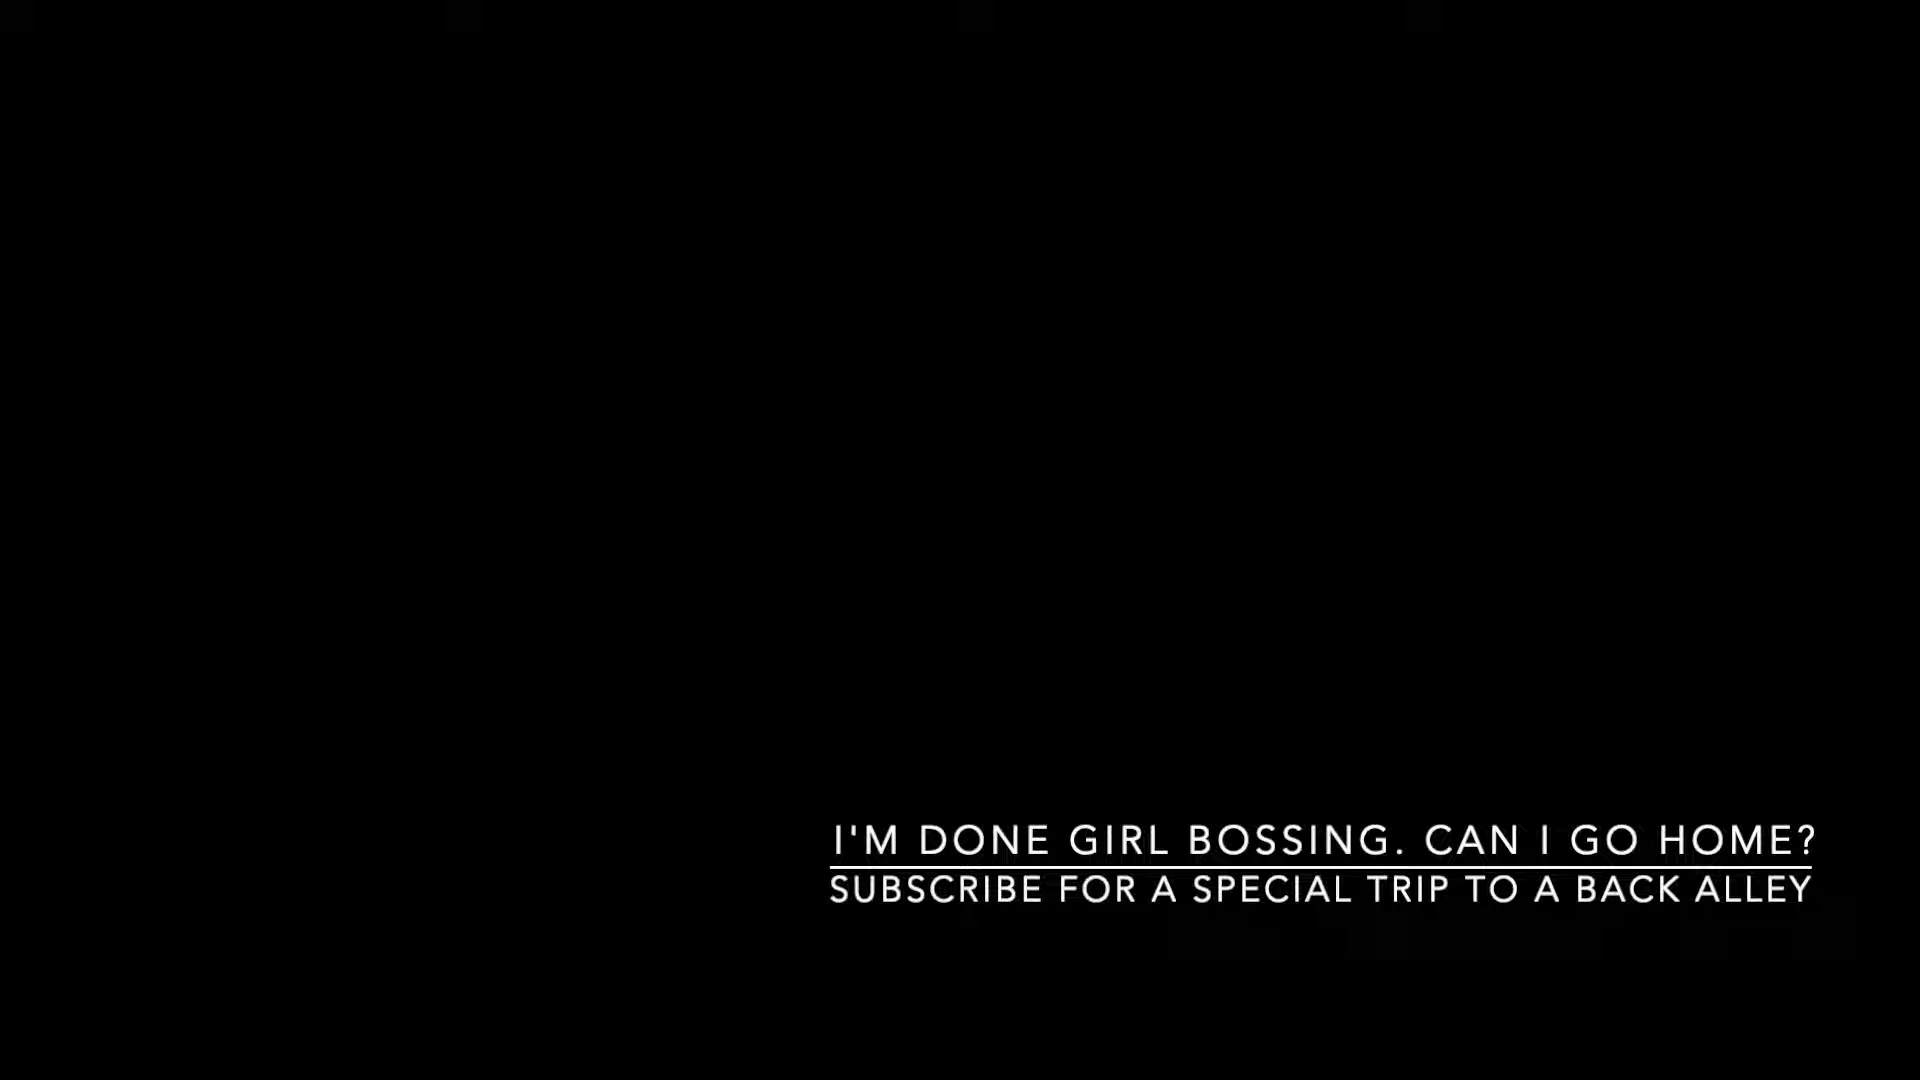 I'M DONE GIRL BOSSING. CAN I GO HOME?
SUBSCRIBE FOR A SPECIAL TRIP TO A BACK ALLEY